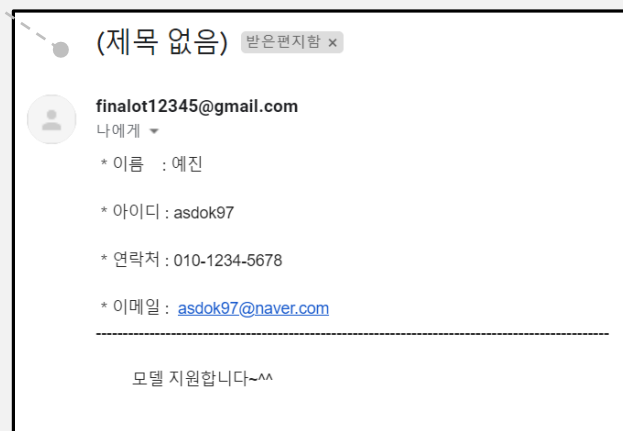 (제목 없음) 받은편지함 ×
finalot12345@gmail.com
나에게
* 이름 : 예진
* 아이디 : asdok97
* 연락처 : 010-1234-5678
* 이메일 : asdok97@naver.com
모델 지원합니다~^^